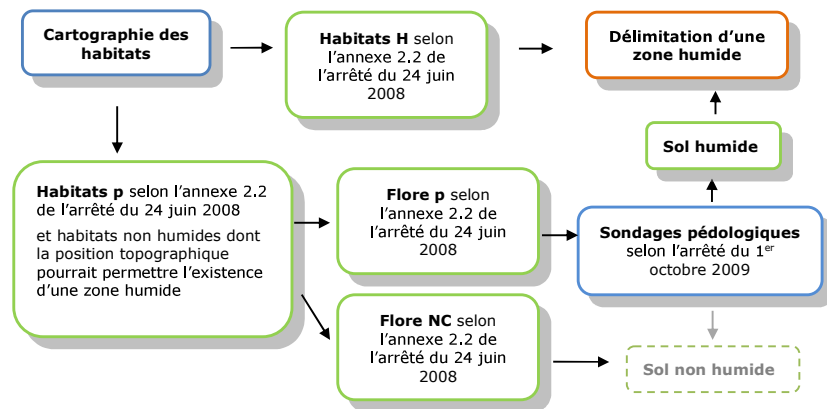 Cartographie des
habitats
Habitats H selon
l'annexe 2.2 de
l'arrêté du 24 juin
2008
Délimitation d'une
zone humide
Sol humide
Habitats p selon l'annexe 2.2
de l'arrêté du 24 juin 2008
et habitats non humides dont
la position topographique
pourrait permettre l'existence
d'une zone humide
Flore p selon
l'annexe 2.2 de
l'arrêté du 24 juin
2008
Sondages pédologiques
selon l'arrêté du 1er
octobre 2009
Flore NC selon
l'annexe 2.2 de
l'arrêté du 24 juin
2008
Sol non humide